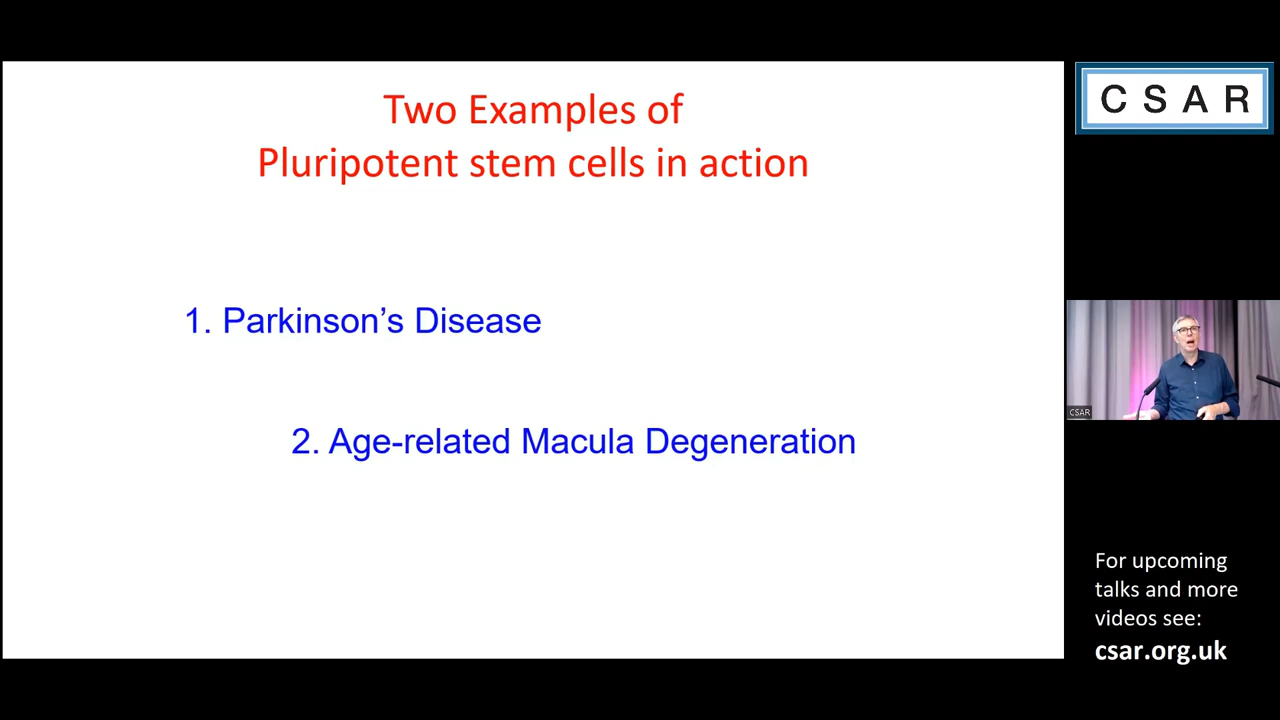 Two Examples of
Pluripotent stem cells in action
1. Parkinson’s Disease
2. Age-related Macula Degeneration
CSAR
CSAR
For upcoming
talks and more
videos see:
csar.org.uk